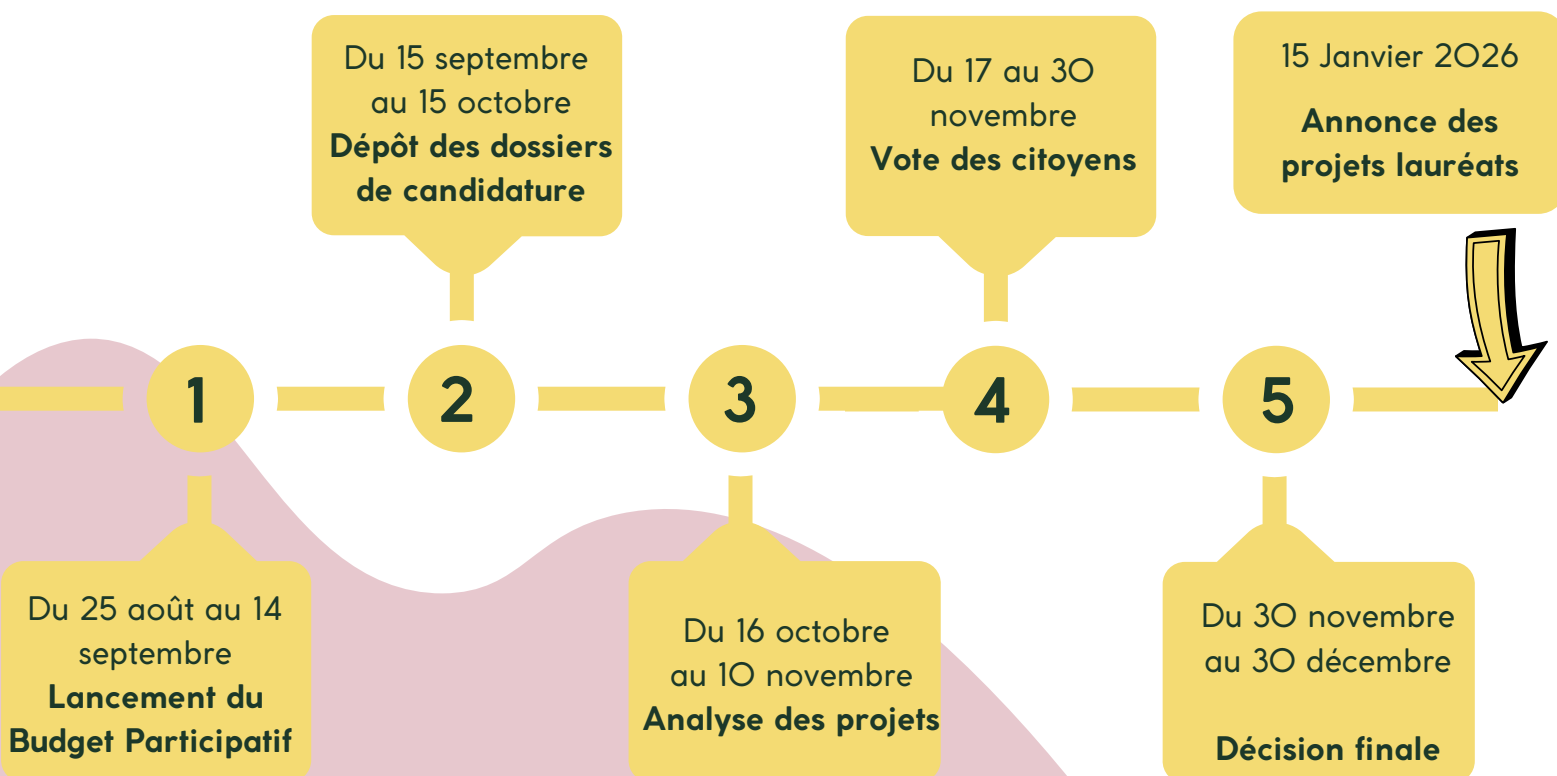 Du 15 septembre
au 15 octobre
Dépôt des dossiers
de candidature
Du 17 au 30
novembre
Vote des citoyens
15 Janvier 2026
Annonce des
projets lauréats
1
2
3
4
5
Du 25 août au 14
septembre
Lancement du
Budget Participatif
Du 16 octobre
au 10 novembre
Analyse des projets
Du 30 novembre
au 30 décembre
Décision finale